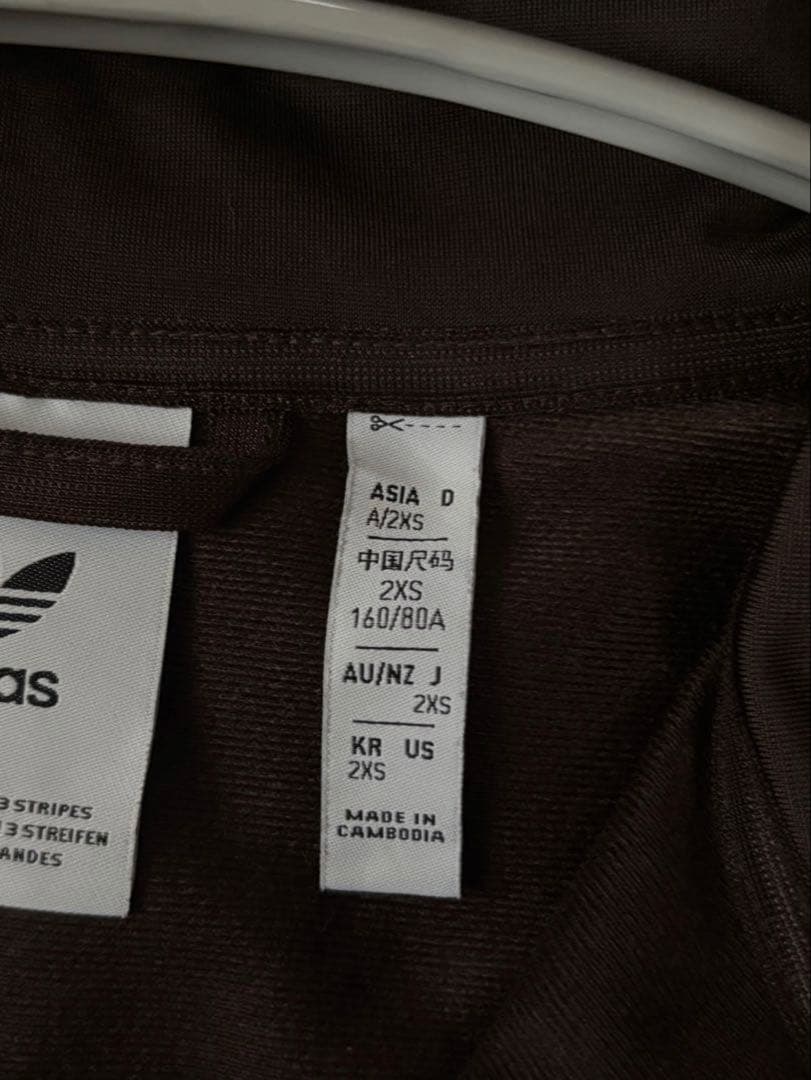 as
3 STRIPES
3 STREIFEN
ANDES
ASIA D
A/2XS
中国尺码
2XS
160/80A
AU/NZ J
2XS
KR US
2XS
MADE IN
CAMBODIA